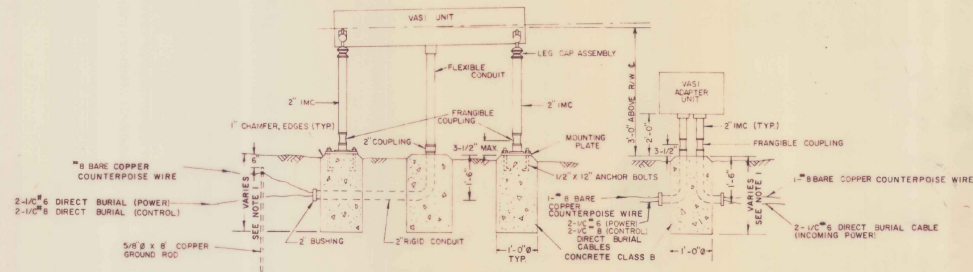 VASI UNIT
LEG CAP ASSEMBLY
FLEXIBLE
CONDUIT
3'-0" ABOVE R/W ℄
VASI
ADAPTER
UNIT
2" IMC
2" IMC
2" IMC (TYP.)
1" CHAMFER, EDGES (TYP.)
FRANGIBLE
COUPLING
2" COUPLING
3-1/2" MAX
MOUNTING
PLATE
2'-0"
3-1/2"
FRANGIBLE COUPLING
#8 BARE COPPER
COUNTERPOISE WIRE
1'-6"
1/2" X 12" ANCHOR BOLTS
1'-6"
1-#8 BARE COPPER COUNTERPOISE WIRE
VARIES
SEE NOTE 1
2-1/C #6 DIRECT BURIAL (POWER)
2-1/C #8 DIRECT BURIAL (CONTROL)
1-#8 BARE
COPPER
COUNTERPOISE WIRE
2-1/C #6 (POWER)
2-1/C #8 (CONTROL)
DIRECT BURIAL
CABLES
VARIES
SEE NOTE 1
2-1/C #6 DIRECT BURIAL CABLE
(INCOMING POWER)
5/8"Ø X 8' COPPER
GROUND ROD
2" BUSHING
2" RIGID CONDUIT
1'-0"Ø
TYP.
CONCRETE CLASS B
1'-0"Ø